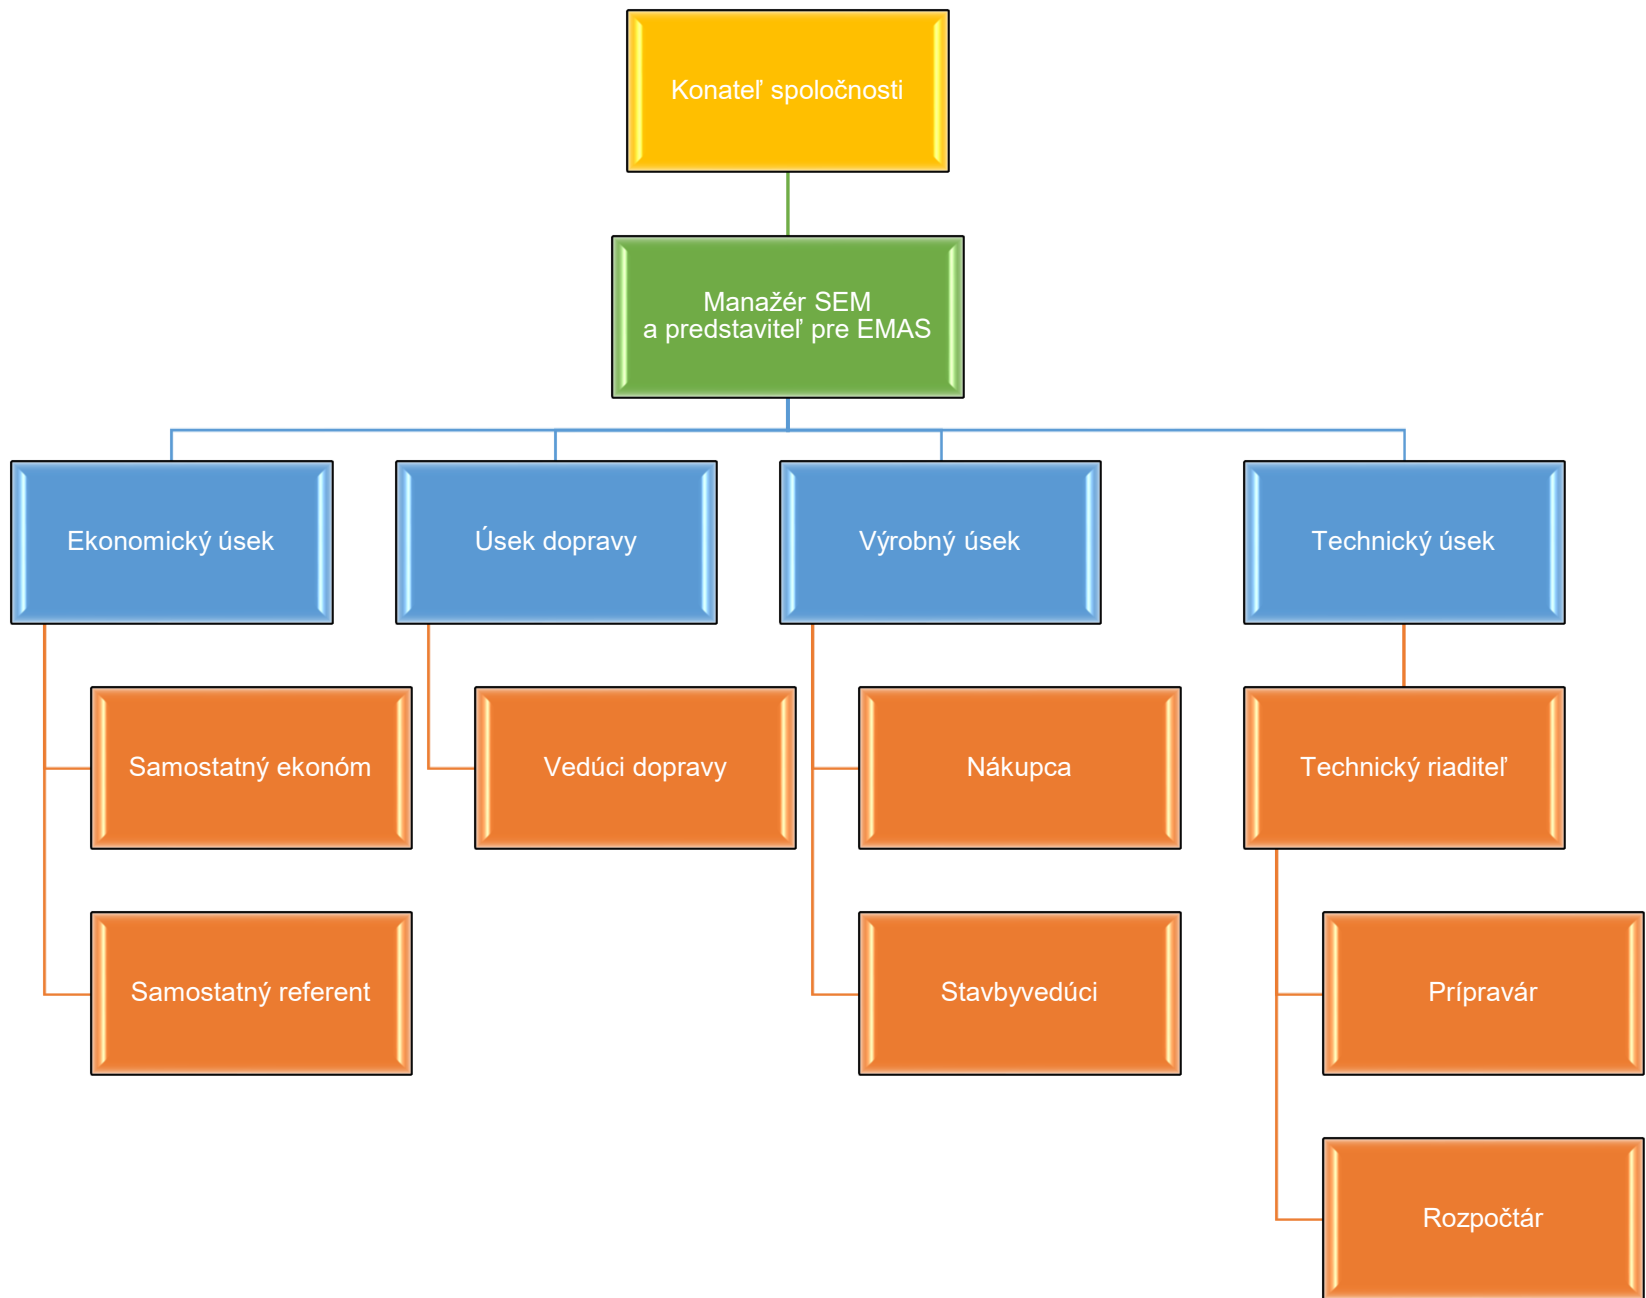 Konateľ spoločnosti
Manažér SEM
a predstaviteľ pre EMAS
Ekonomický úsek
Úsek dopravy
Výrobný úsek
Technický úsek
Samostatný ekonóm
Vedúci dopravy
Nákupca
Technický riaditeľ
Samostatný referent
Stavbyvedúci
Prípravár
Rozpočtár